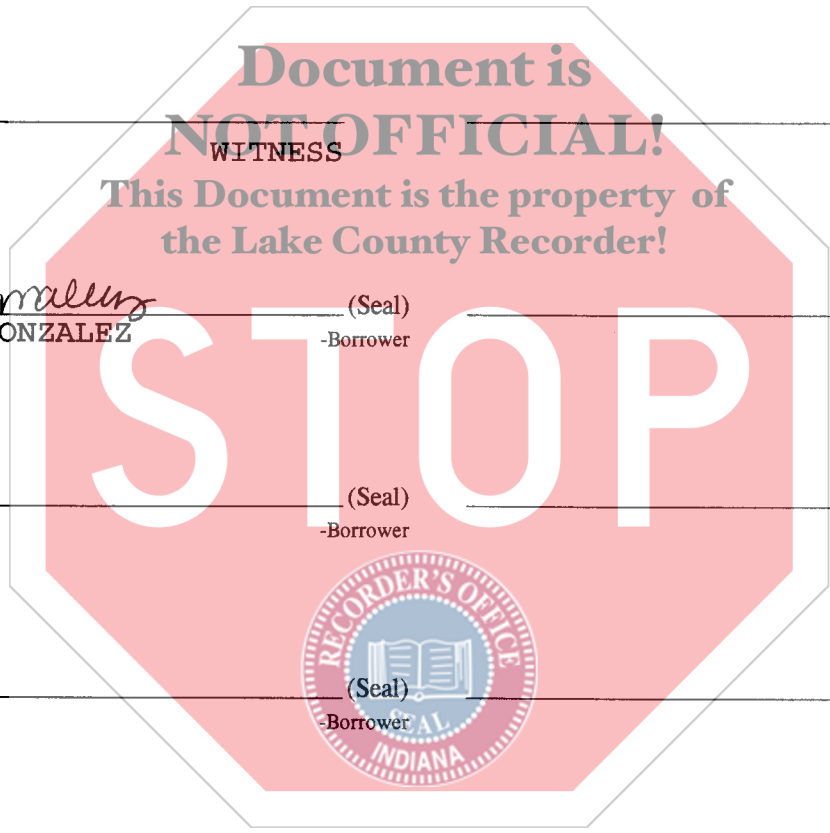 Document is
NOT OFFICIAL!
WITNESS
This Document is the property of
the Lake County Recorder!
(Seal)
ONZALEZ
-Borrower
STOP
(Seal)
-Borrower
RECORDER'S OFFICE
(Seal)
-Borrower
SEAL
INDIANA